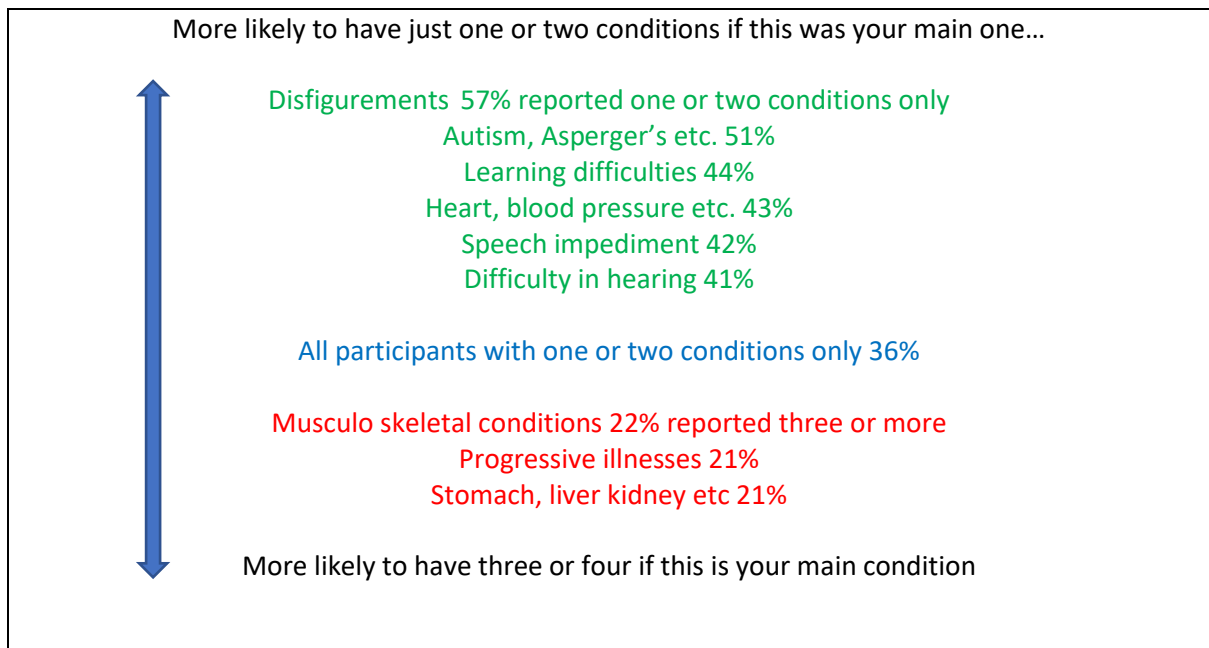 More likely to have just one or two conditions if this was your main one…
Disfigurements 57% reported one or two conditions only
Autism, Asperger’s etc. 51%
Learning difficulties 44%
Heart, blood pressure etc. 43%
Speech impediment 42%
Difficulty in hearing 41%
All participants with one or two conditions only 36%
Musculo skeletal conditions 22% reported three or more
Progressive illnesses 21%
Stomach, liver kidney etc 21%
More likely to have three or four if this is your main condition